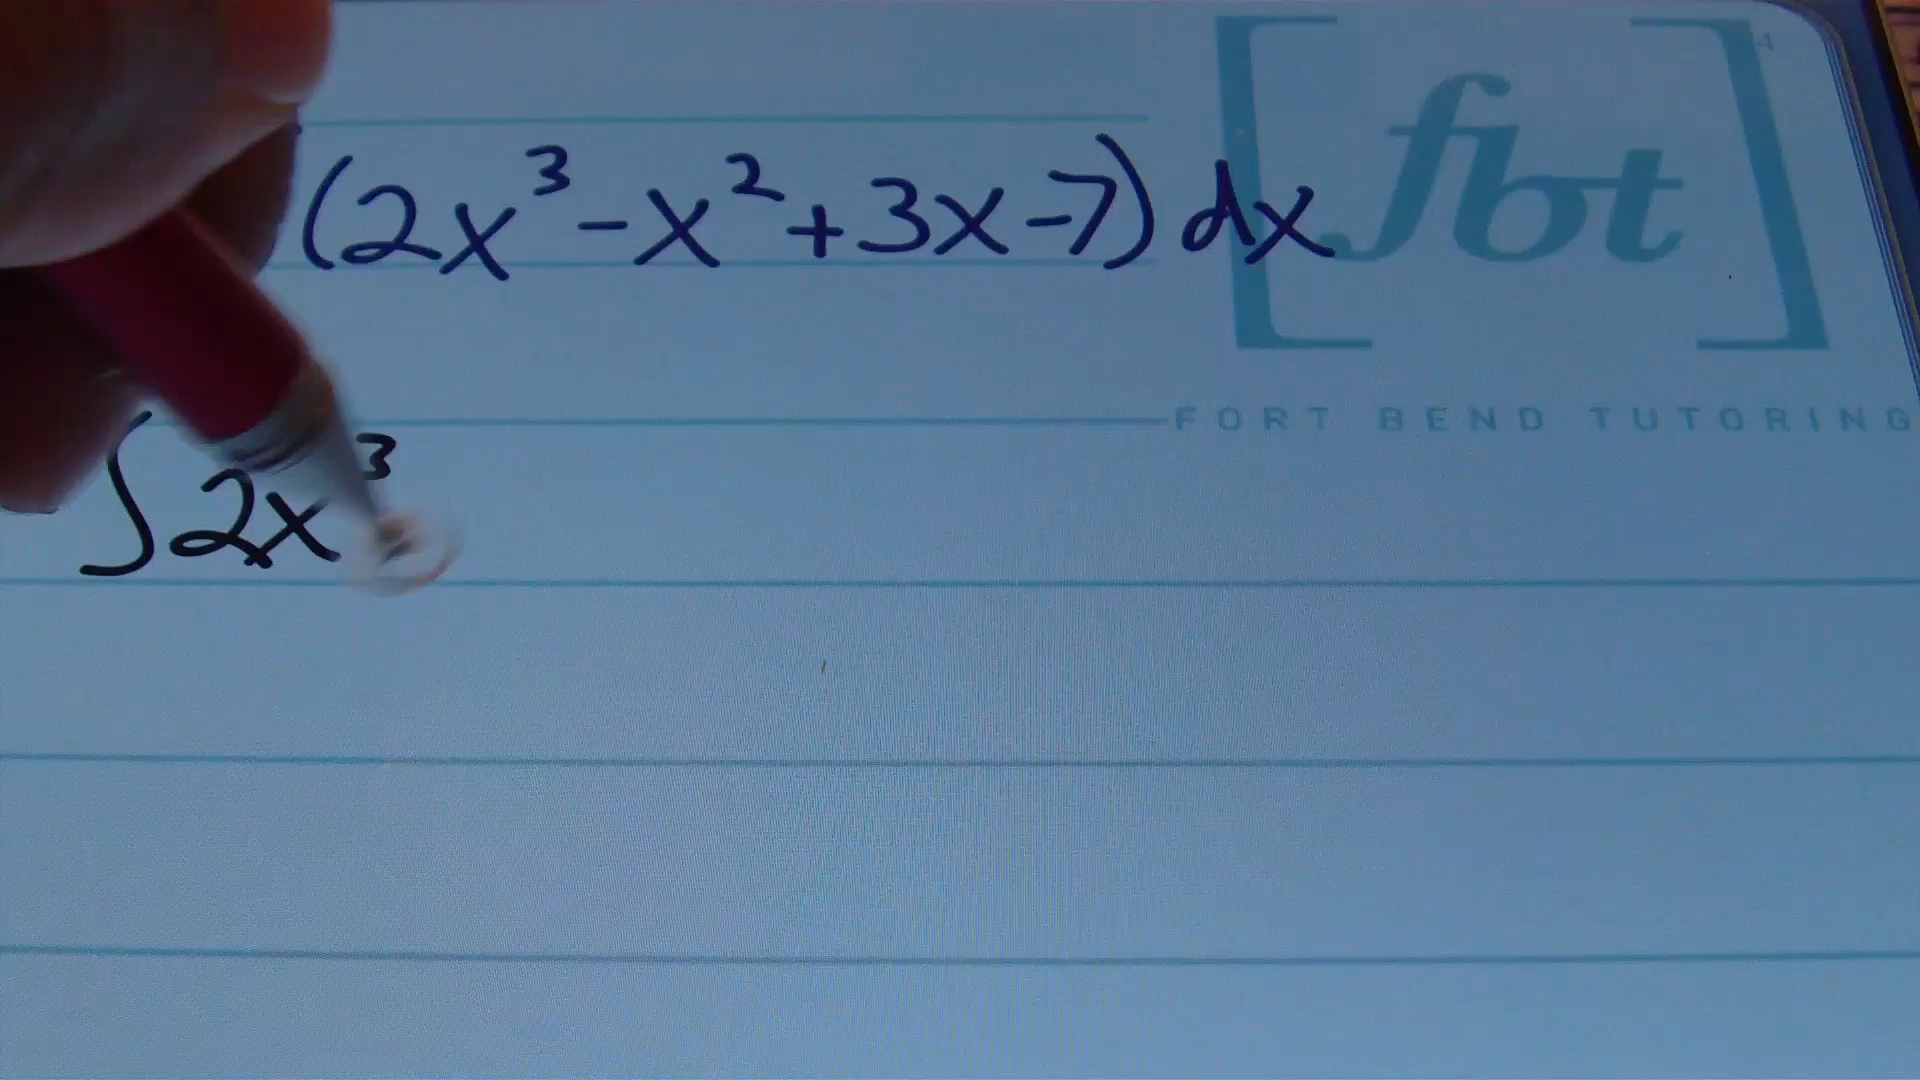 (2x³-x²+3x-7)dx
fbt
FORT BEND TUTORING
∫2x³